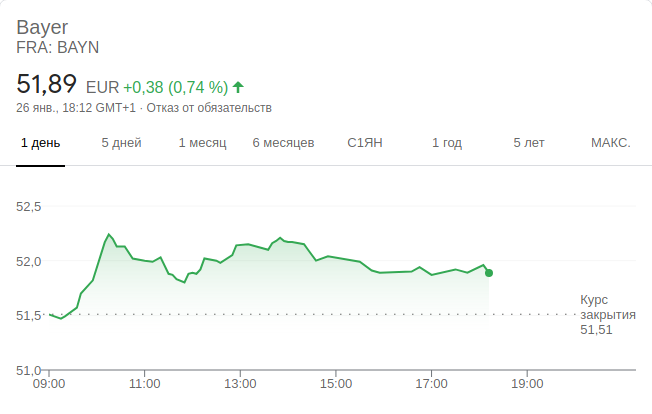 Bayer
FRA: BAYN
51,89 EUR +0,38 (0,74 %)
26 янв., 18:12 GMT+1 · Отказ от обязательств
1 день 5 дней 1 месяц 6 месяцев С1ЯН 1 год 5 лет МАКС.
52,5
52,0
51,5
Курс
закрытия
51,51
51,0
09:00 11:00 13:00 15:00 17:00 19:00